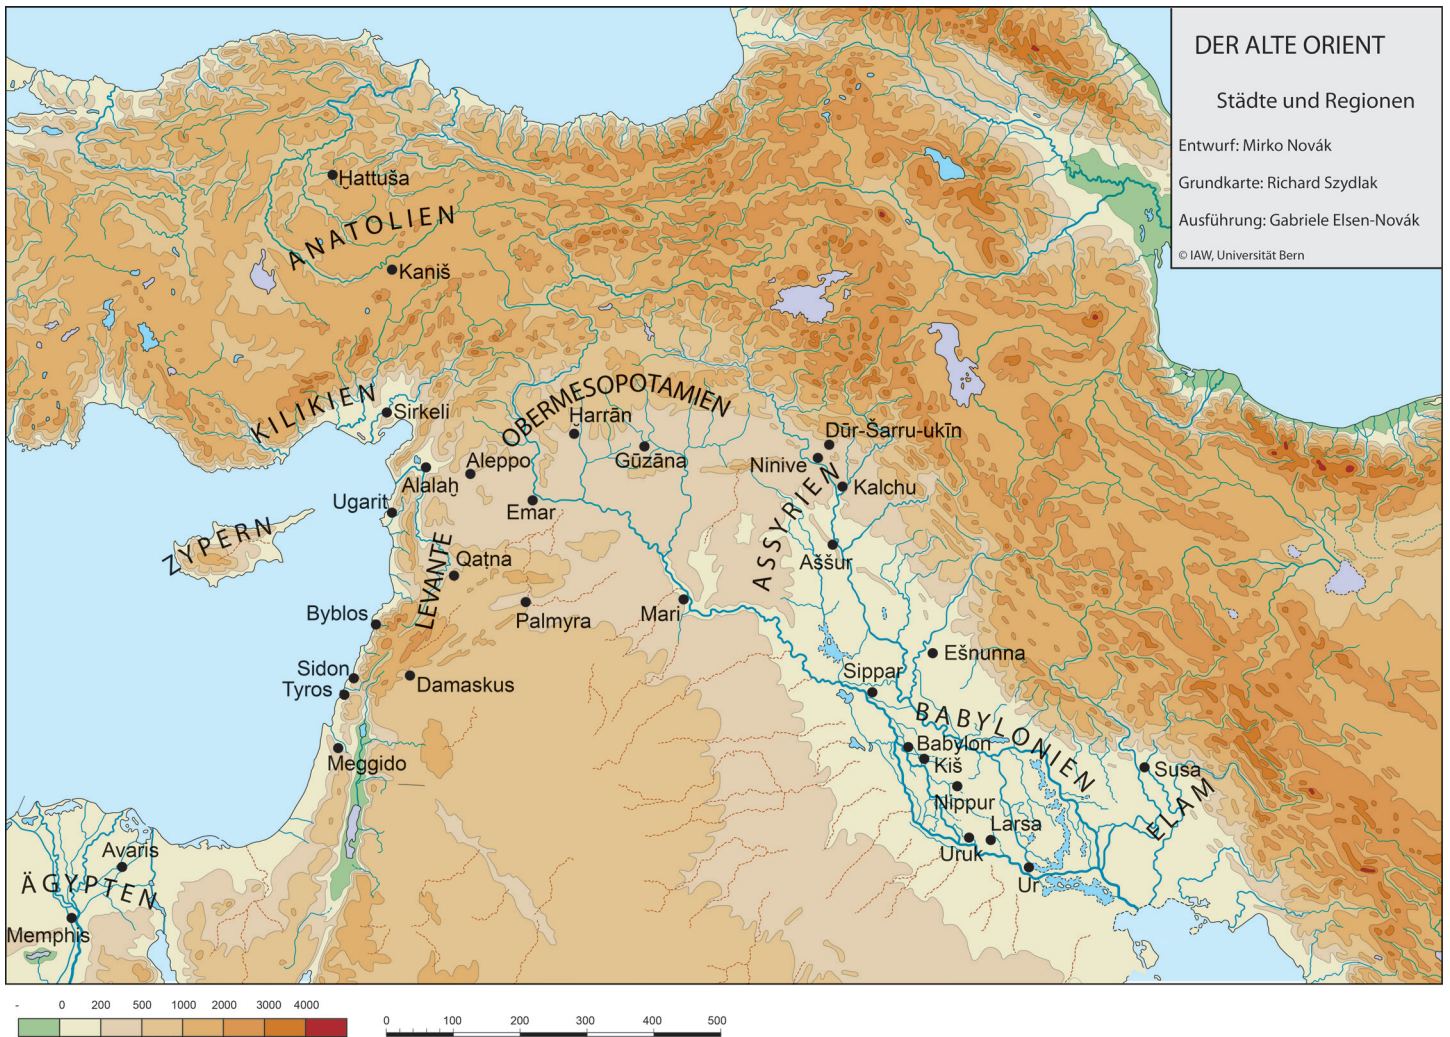 DER ALTE ORIENT
Städte und Regionen
Entwurf: Mirko Novák
Grundkarte: Richard Szydlak
Ausführung: Gabriele Elsen-Novák
© IAW, Universität Bern
Ḫattuša
ANATOLIEN
Kaniš
KILIKIEN
Sirkeli
OBERMESOPOTAMIEN
Ḫarrān
Gūzāna
Dūr-Šarru-ukīn
Ninive
Kalchu
Aleppo
Alalaḫ
Ugarit
Emar
ASSYRIEN
ZYPERN
LEVANTE
Qaṭna
Aššur
Byblos
Palmyra
Mari
Ešnunna
Sidon
Tyros
Damaskus
Sippar
BABYLONIEN
Babylon
Kiš
Meggido
Susa
Nippur
ELAM
Larsa
Uruk
Ur
Avaris
ÄGYPTEN
Memphis
- 0 200 500 1000 2000 3000 4000
0 100 200 300 400 500